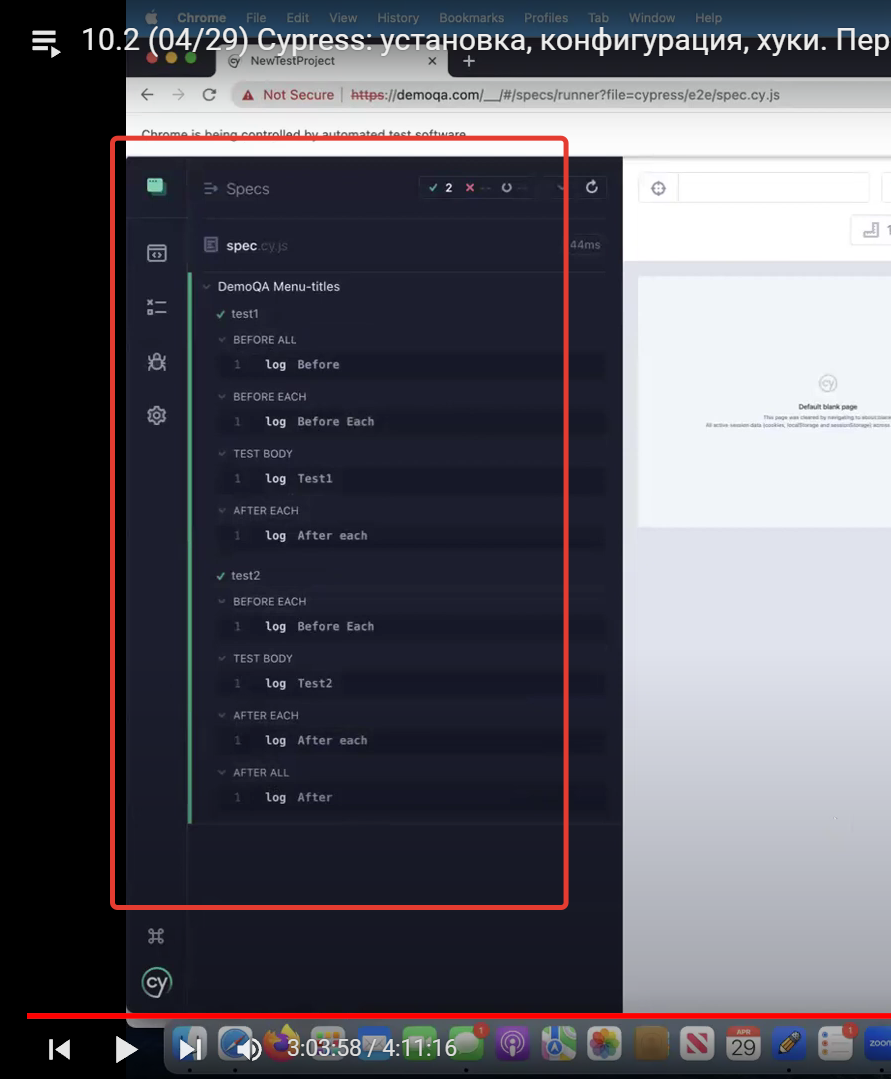 Chrome File Edit View History Bookmarks Profiles Tab Window Help
10.2 (04/29) Cypress: установка, конфигурация, хуки. Пер
NewTestProject
Not Secure | https://demoqa.com/__/#/specs/runner?file=cypress/e2e/spec.cy.js
Chrome is being controlled by automated test software.
Specs
2 -- --
spec.cy.js
44ms
1
DemoQA Menu-titles
test1
BEFORE ALL
1 log Before
BEFORE EACH
1 log Before Each
TEST BODY
1 log Test1
AFTER EACH
1 log After each
test2
BEFORE EACH
1 log Before Each
TEST BODY
1 log Test2
AFTER EACH
1 log After each
AFTER ALL
1 log After
cy
Default blank page
This page was cleared by navigating to about:blank
All active session data (cookies, localStorage and sessionStorage) across
cy
3:03:58 / 4:11:16
1
APR
29
1
zoom